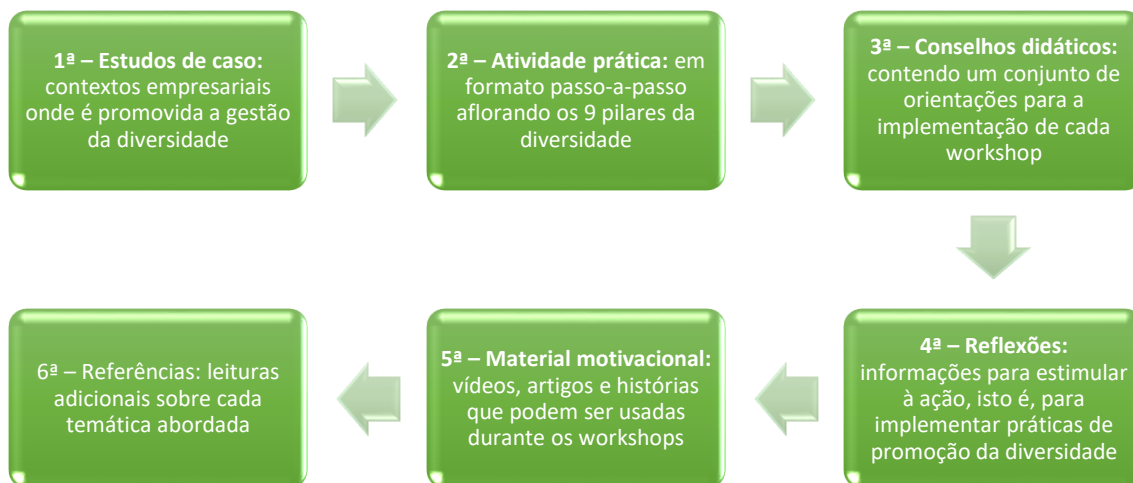 1ª – Estudos de caso:
contextos empresariais
onde é promovida a gestão
da diversidade
2ª – Atividade prática: em
formato passo-a-passo
aflorando os 9 pilares da
diversidade
3ª – Conselhos didáticos:
contendo um conjunto de
orientações para a
implementação de cada
workshop
4ª – Reflexões:
informações para estimular
à ação, isto é, para
implementar práticas de
promoção da diversidade
5ª – Material motivacional:
vídeos, artigos e histórias
que podem ser usadas
durante os workshops
6ª – Referências: leituras
adicionais sobre cada
temática abordada